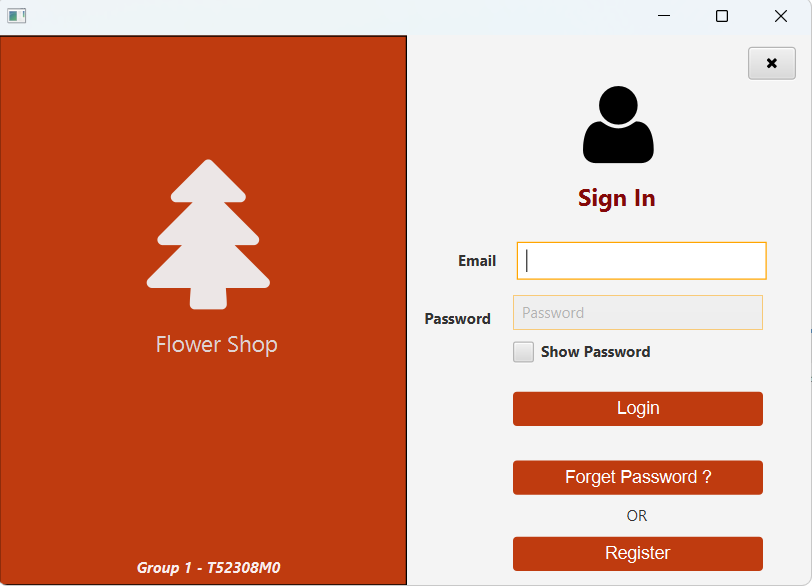 Flower Shop
Group 1 - T52308M0
Sign In
Email
Password
Password
Show Password
Login
Forget Password ?
OR
Register